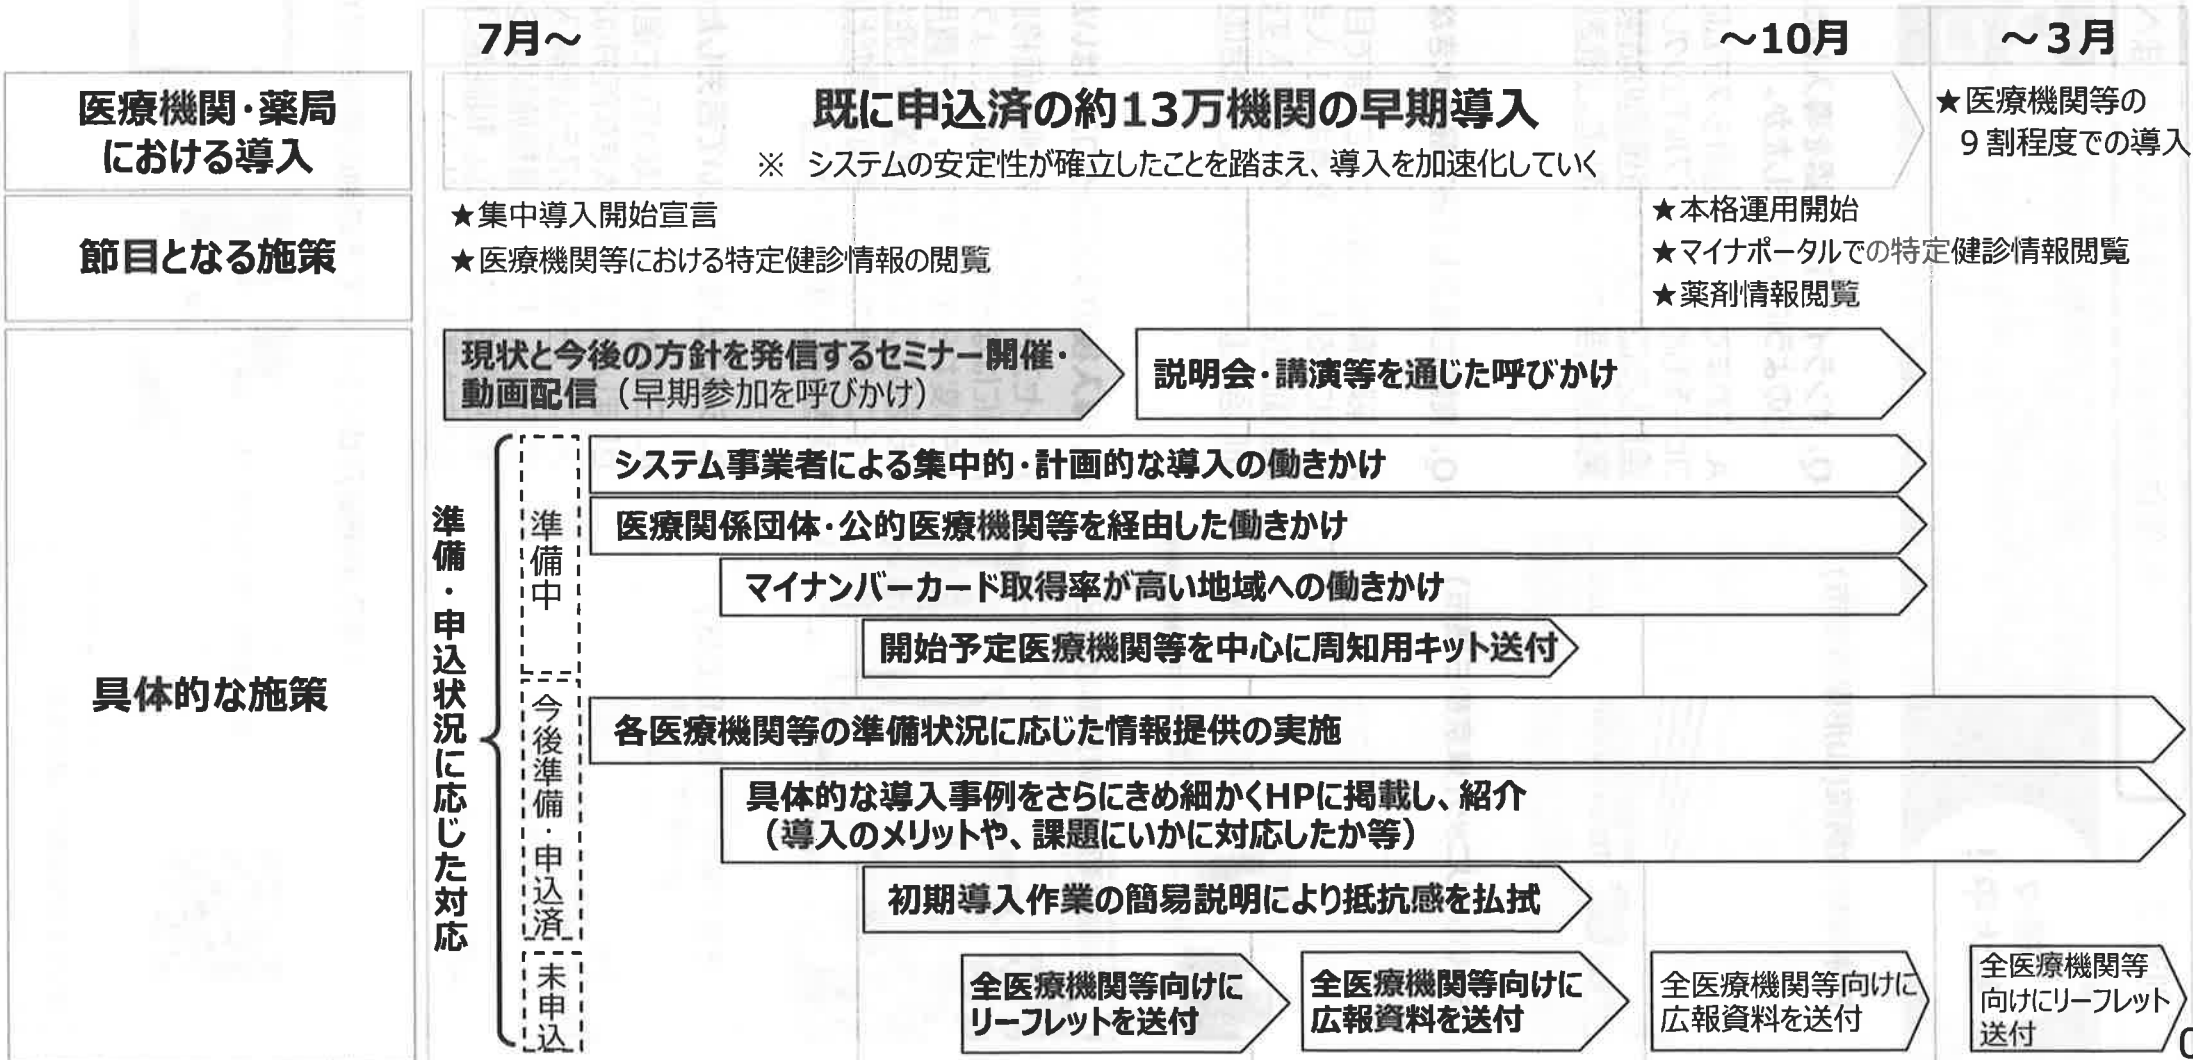 7月～
～10月
～3月
医療機関・薬局
における導入
既に申込済の約13万機関の早期導入
※ システムの安定性が確立したことを踏まえ、導入を加速化していく
★医療機関等の
9割程度での導入
節目となる施策
★集中導入開始宣言
★医療機関等における特定健診情報の閲覧
★本格運用開始
★マイナポータルでの特定健診情報閲覧
★薬剤情報閲覧
具体的な施策
現状と今後の方針を発信するセミナー開催・
動画配信（早期参加を呼びかけ）
説明会・講演等を通じた呼びかけ
準備・申込状況に応じた対応
準備中
システム事業者による集中的・計画的な導入の働きかけ
医療関係団体・公的医療機関等を経由した働きかけ
マイナンバーカード取得率が高い地域への働きかけ
開始予定医療機関等を中心に周知用キット送付
今後準備・申込済
各医療機関等の準備状況に応じた情報提供の実施
具体的な導入事例をさらにきめ細かくHPに掲載し、紹介
（導入のメリットや、課題にいかに対応したか等）
初期導入作業の簡易説明により抵抗感を払拭
未申込
全医療機関等向けに
リーフレットを送付
全医療機関等向けに
広報資料を送付
全医療機関等向けに
広報資料を送付
全医療機関等
向けにリーフレット
送付